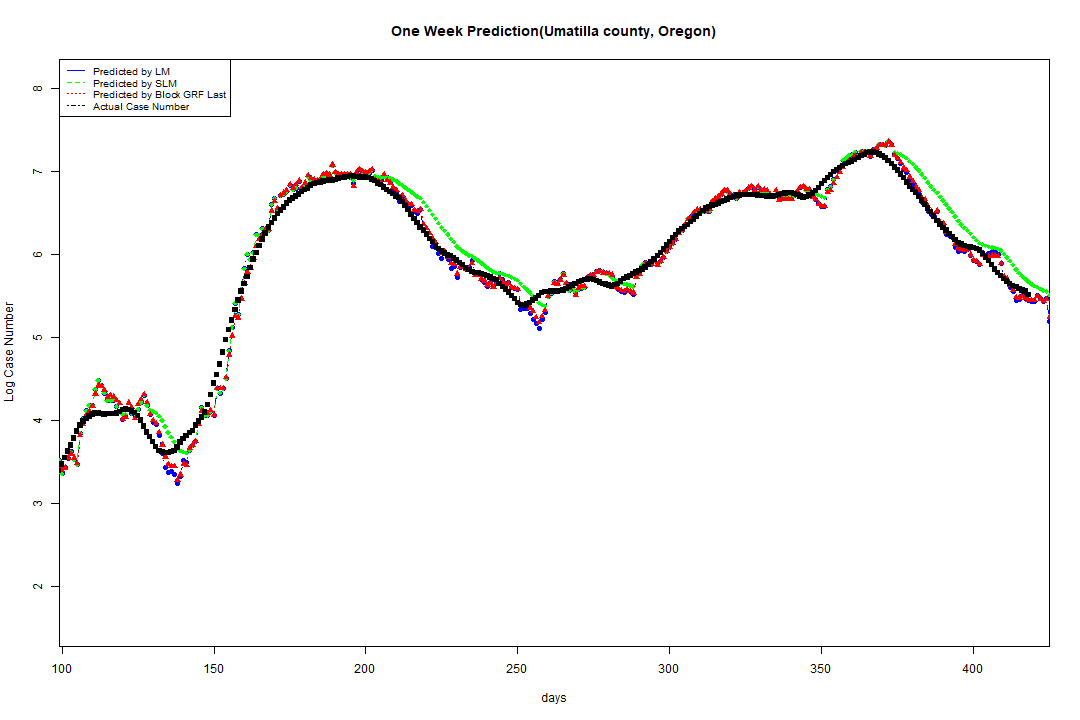 One Week Prediction(Umatilla county, Oregon)
Predicted by LM
Predicted by SLM
Predicted by Block GRF Last
Actual Case Number
8
7
6
5
4
3
2
Log Case Number
100 150 200 250 300 350 400
days